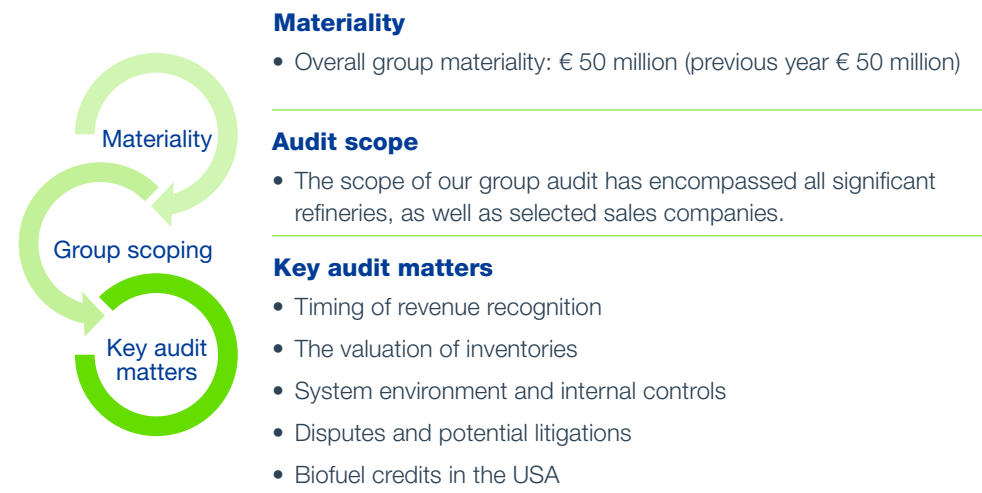 Materiality
Group scoping
Key audit
matters
Materiality
• Overall group materiality: € 50 million (previous year € 50 million)
Audit scope
• The scope of our group audit has encompassed all significant
refineries, as well as selected sales companies.
Key audit matters
• Timing of revenue recognition
• The valuation of inventories
• System environment and internal controls
• Disputes and potential litigations
• Biofuel credits in the USA